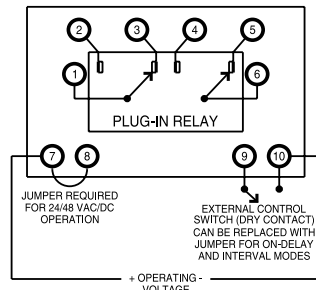 2 3 4 5
1 6
PLUG-IN RELAY
7 8 9 10
JUMPER REQUIRED
FOR 24/48 VAC/DC
OPERATION
EXTERNAL CONTROL
SWITCH (DRY CONTACT)
CAN BE REPLACED WITH
JUMPER FOR ON-DELAY
AND INTERVAL MODES
+ OPERATING -
VOLTAGE